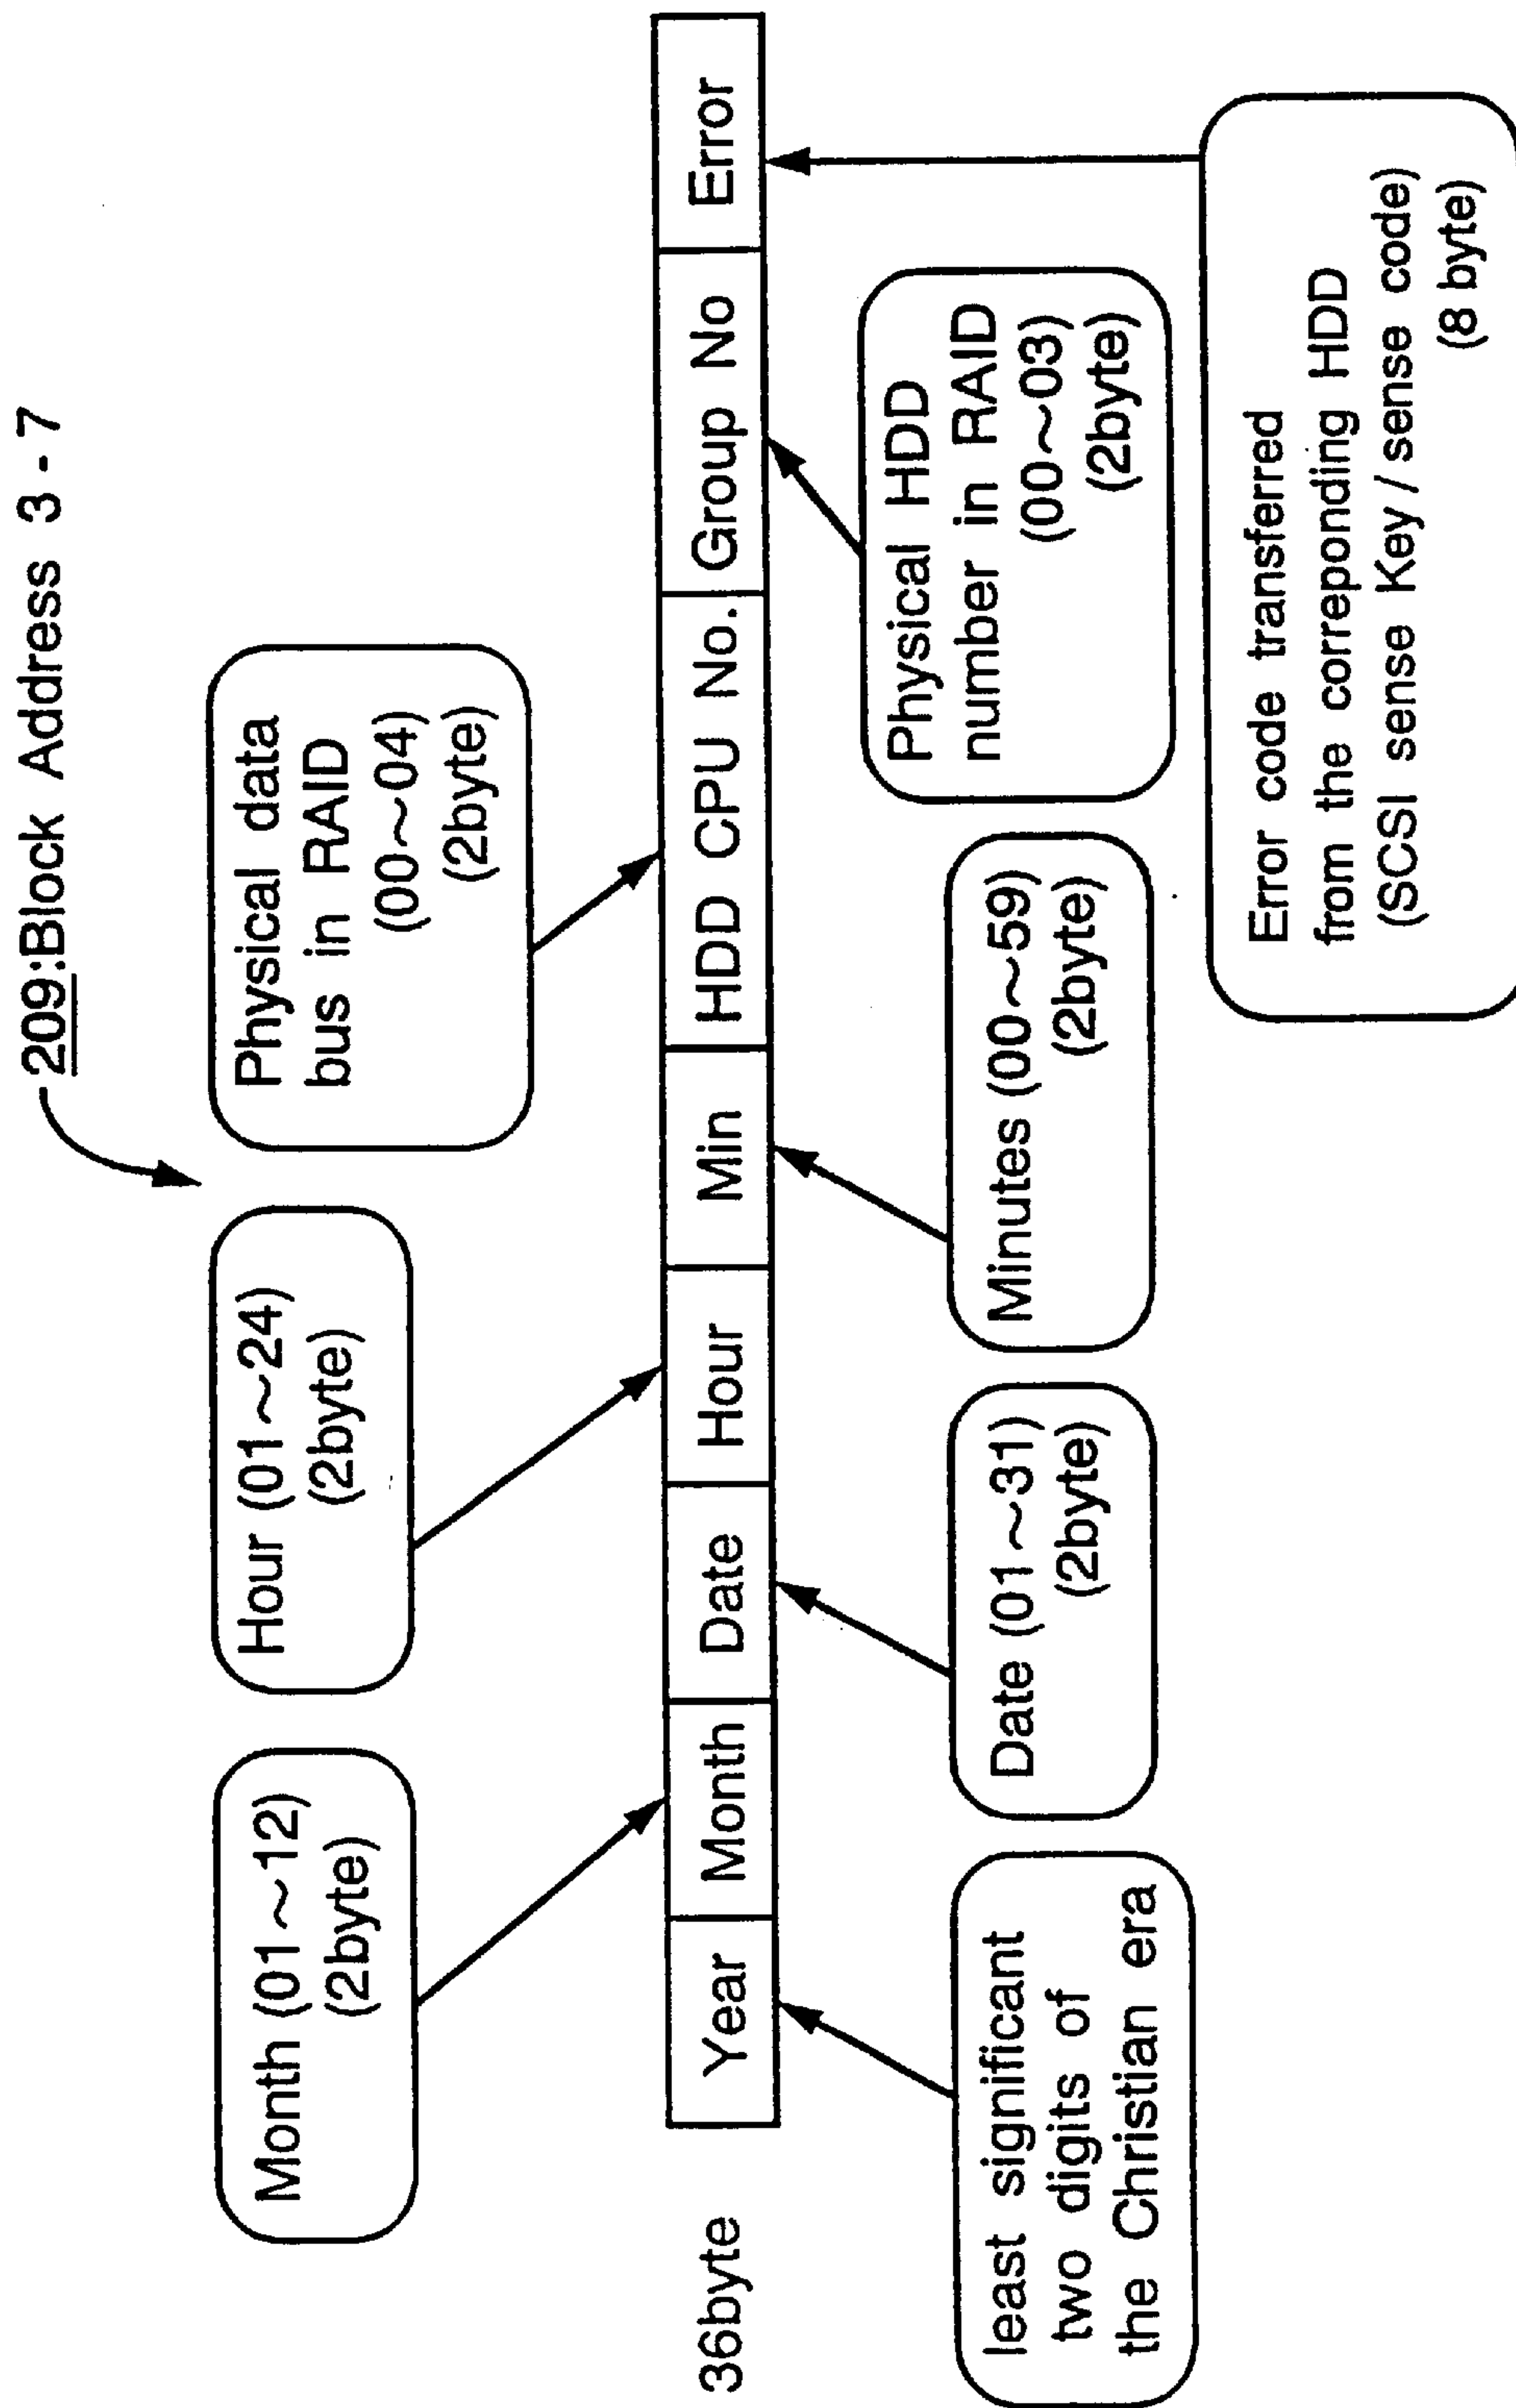 209:Block Address 3-7
Month (01~12)
(2byte)
Hour (01~24)
(2byte)
Physical data
bus in RAID
(00~04)
(2byte)
36byte
Year
Month
Date
Hour
Min
HDD CPU No.
Group No
Error
least significant
two digits of
the Christian era
Date (01~31)
(2byte)
Minutes (00~59)
(2byte)
Physical HDD
number in RAID
(00~03)
(2byte)
Error code transferred
from the correponding HDD
(SCSI sense Key/sense code)
(8 byte)